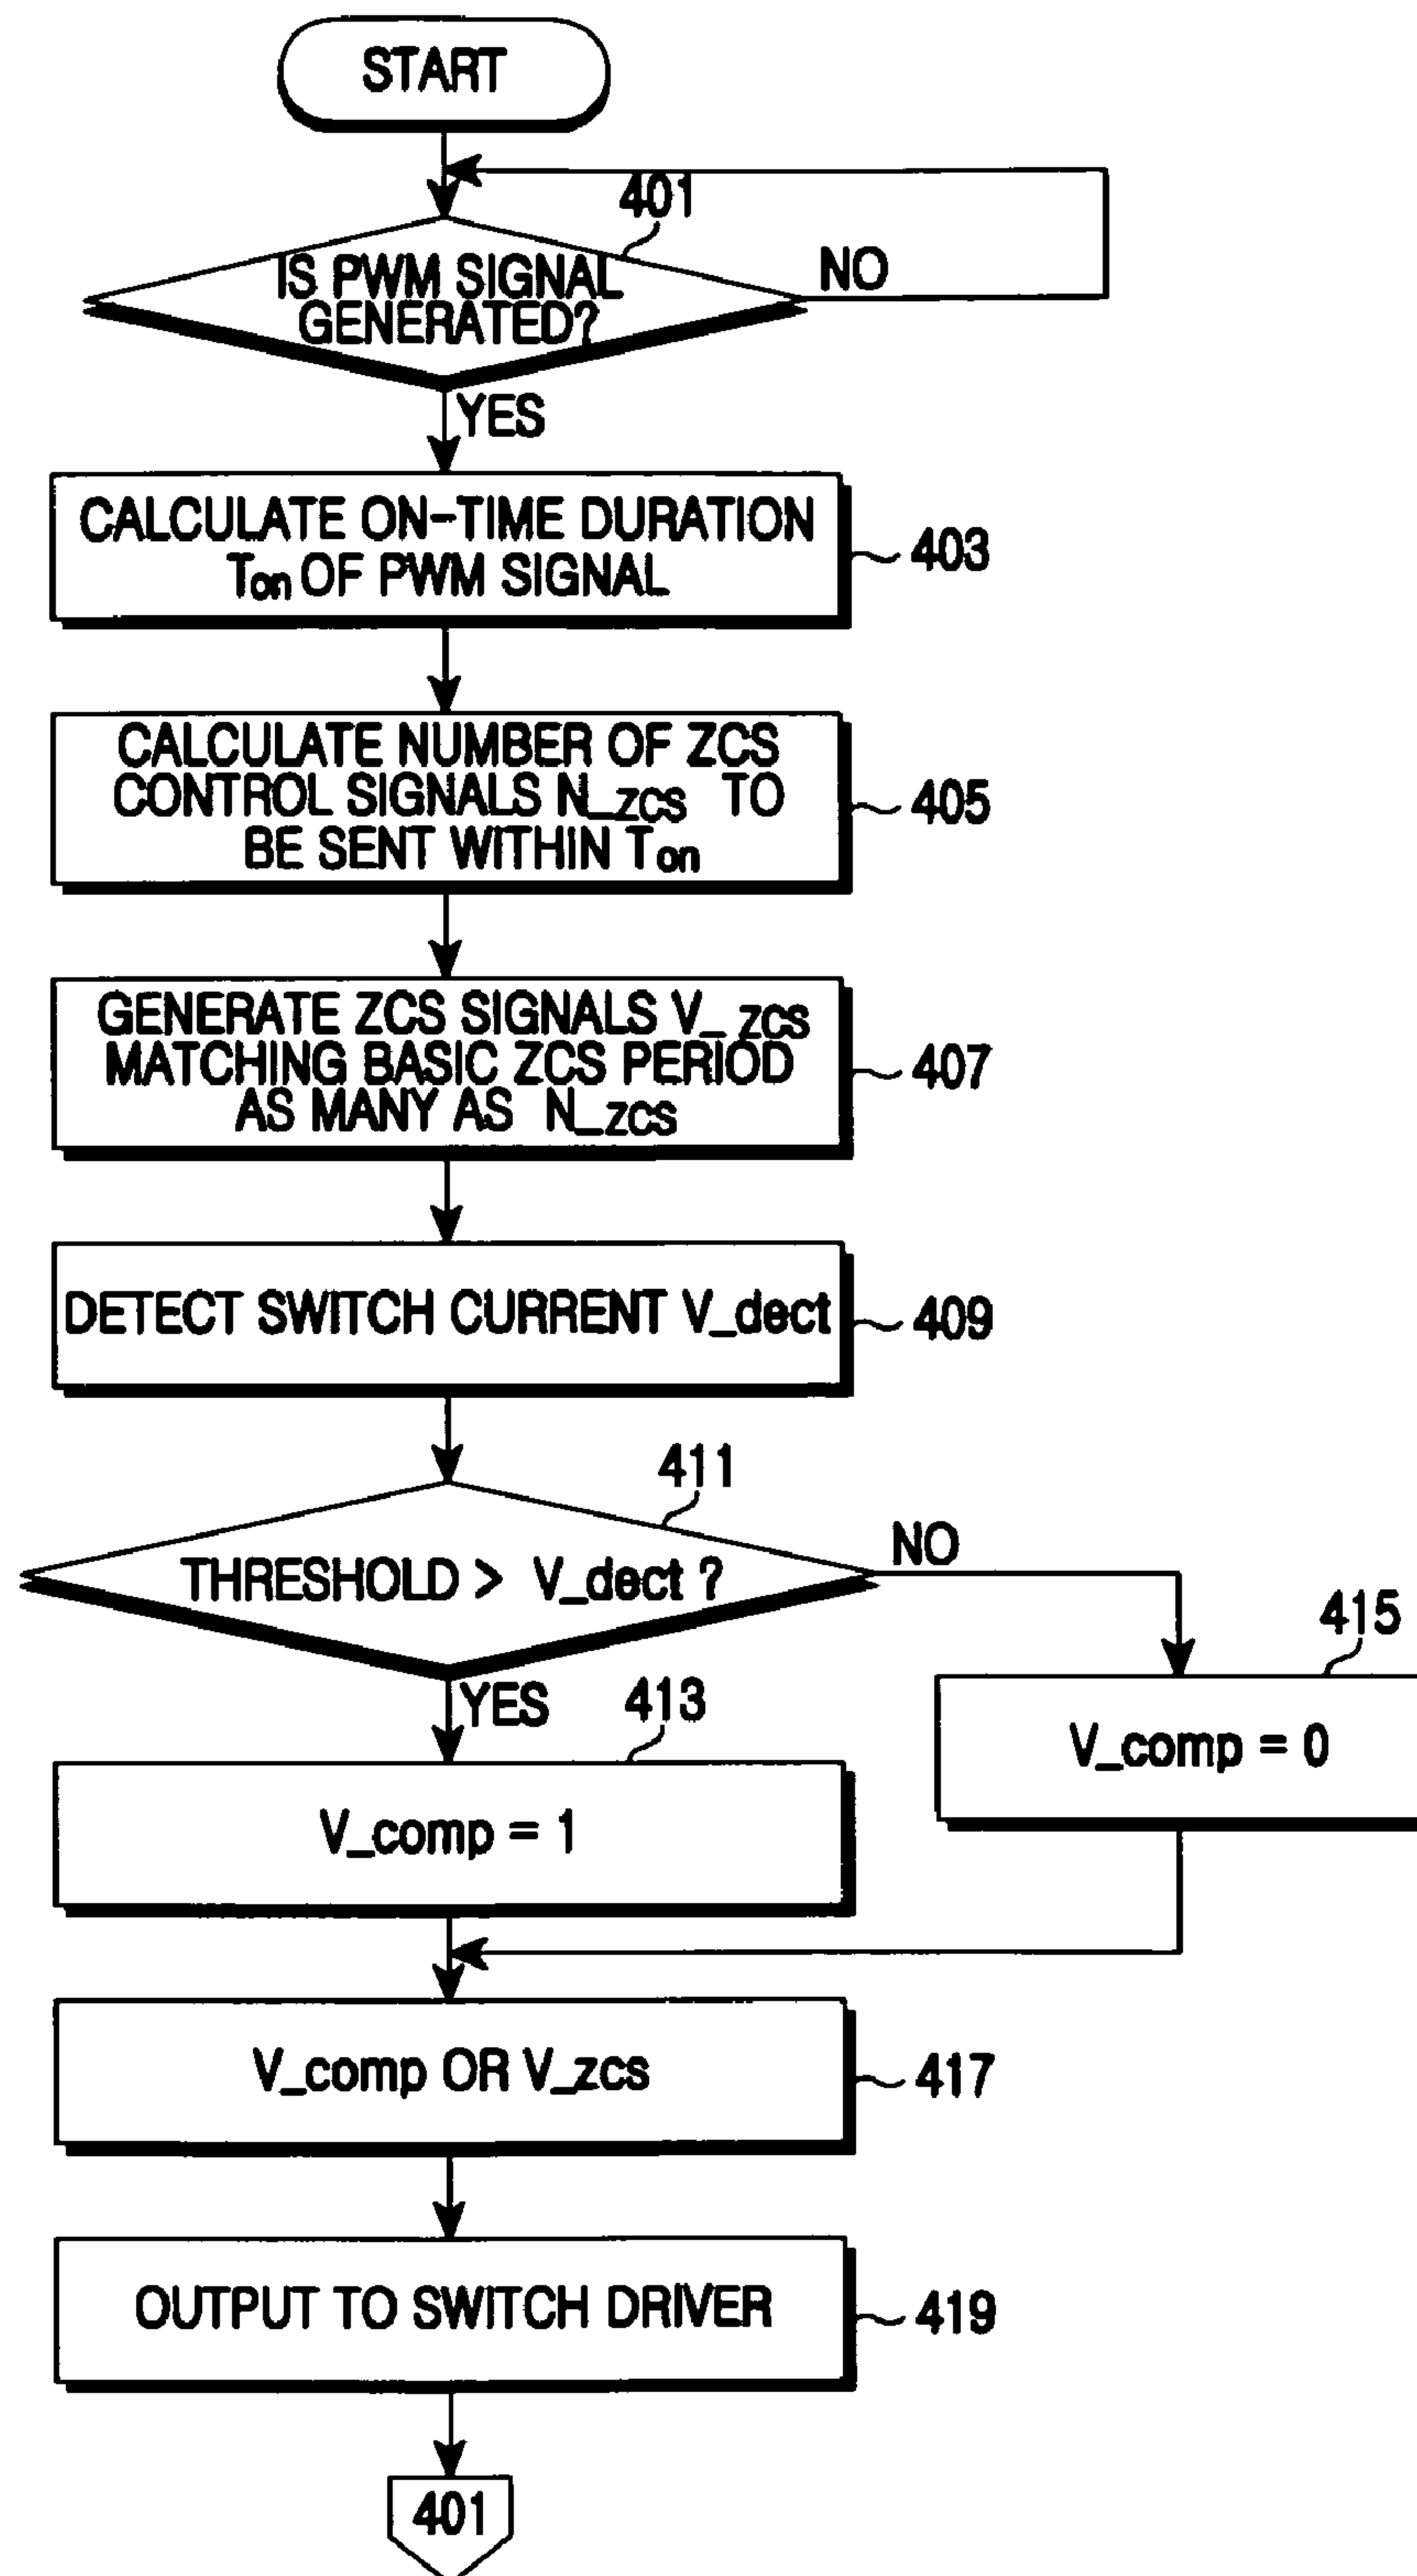 START
401
IS PWM SIGNAL
GENERATED?
NO
YES
CALCULATE ON-TIME DURATION
Ton OF PWM SIGNAL
403
CALCULATE NUMBER OF ZCS
CONTROL SIGNALS N_ZCS TO
BE SENT WITHIN Ton
405
GENERATE ZCS SIGNALS V_ZCS
MATCHING BASIC ZCS PERIOD
AS MANY AS N_ZCS
407
DETECT SWITCH CURRENT V_dect
409
411
THRESHOLD > V_dect ?
NO
YES
413
V_comp = 1
415
V_comp = 0
V_comp OR V_zcs
417
OUTPUT TO SWITCH DRIVER
419
401